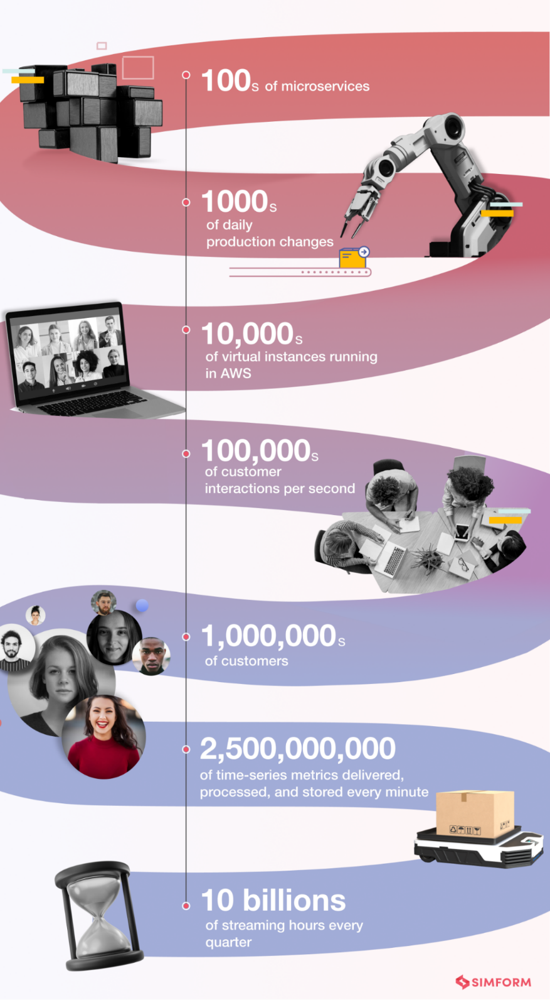 100s of microservices
1000s
of daily
production changes
10,000s
of virtual instances running
in AWS
100,000s
of customer
interactions per second
1,000,000s
of customers
2,500,000,000
of time-series metrics delivered,
processed, and stored every minute
10 billions
of streaming hours every
quarter
SIMFORM